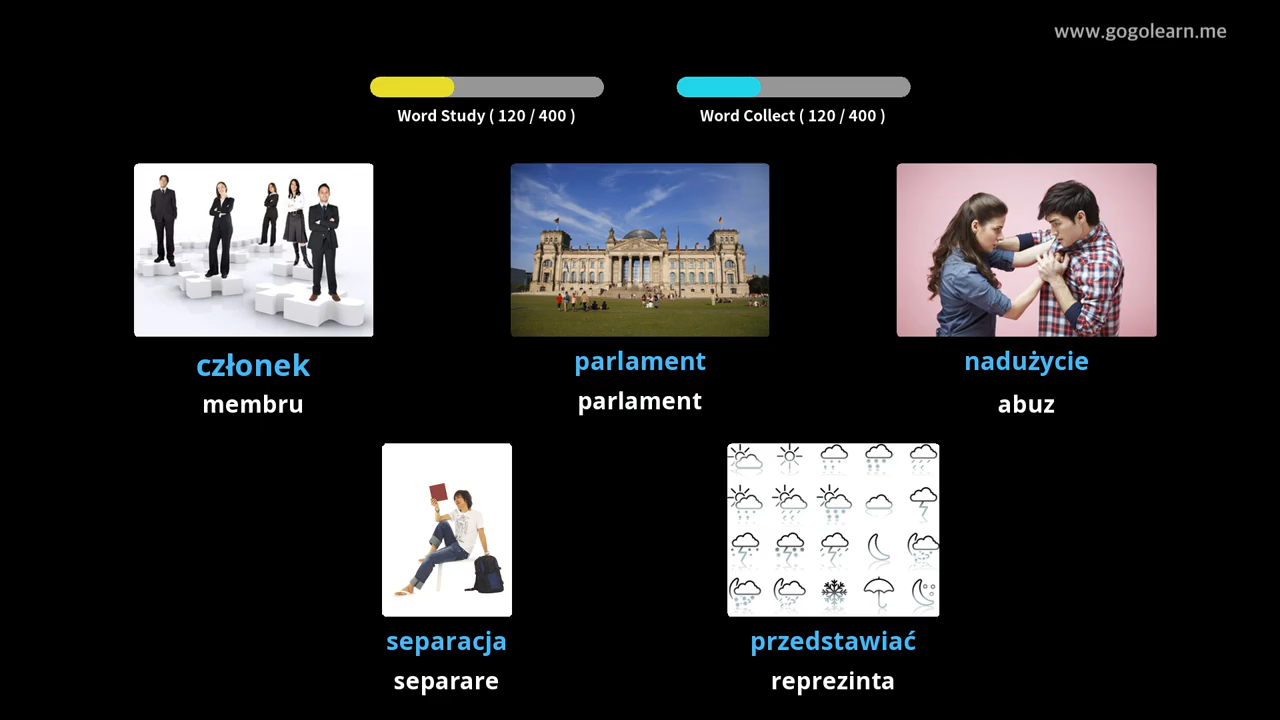 www.gogolearn.me
Word Study ( 120 / 400 )
Word Collect ( 120 / 400 )
członek
membru
parlament
parlament
nadużycie
abuz
separacja
separare
przedstawiać
reprezinta